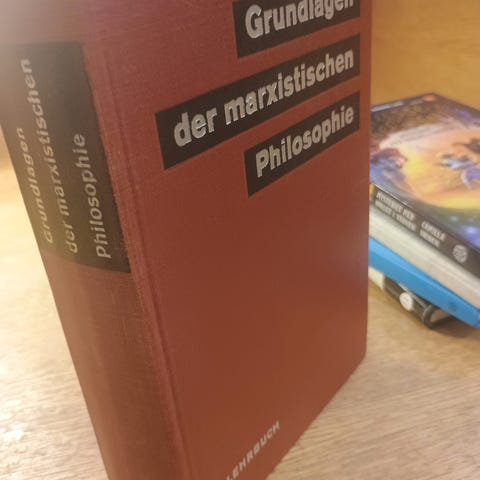 Grundlagen
der marxistischen
Philosophie
Grundlagen
der marxistischen
Philosophie
LEHRBUCH